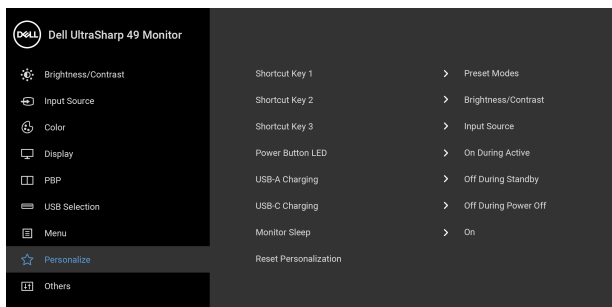 DELL Dell UltraSharp 49 Monitor
Brightness/Contrast
Input Source
Color
Display
PBP
USB Selection
Menu
Personalize
Others
Shortcut Key 1 > Preset Modes
Shortcut Key 2 > Brightness/Contrast
Shortcut Key 3 > Input Source
Power Button LED > On During Active
USB-A Charging > Off During Standby
USB-C Charging > Off During Power Off
Monitor Sleep > On
Reset Personalization